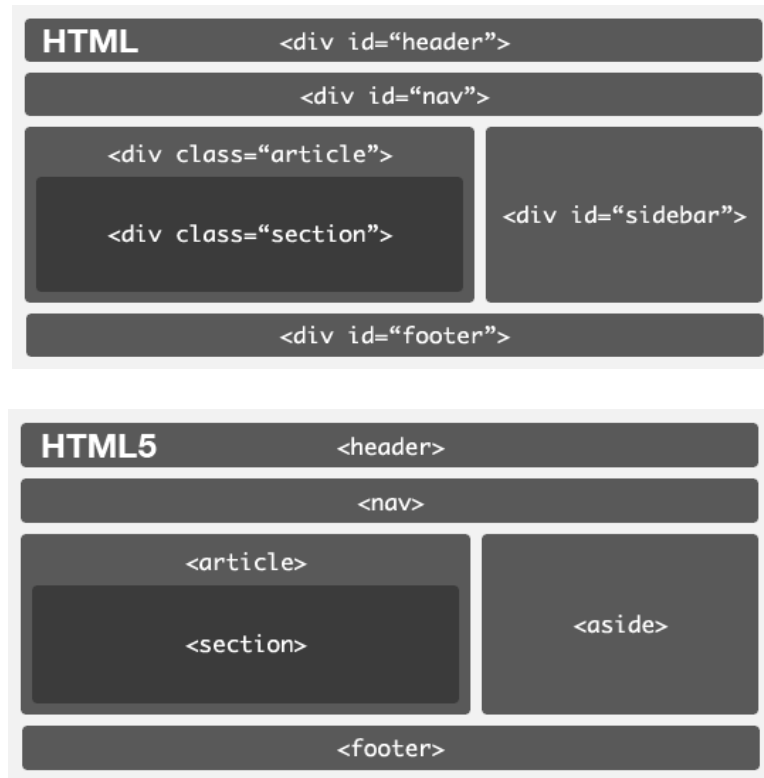 HTML <div id=“header”>
<div id=“nav”>
<div class=“article”>
<div class=“section”>
<div id=“sidebar”>
<div id=“footer”>
HTML5 <header>
<nav>
<article>
<section>
<aside>
<footer>